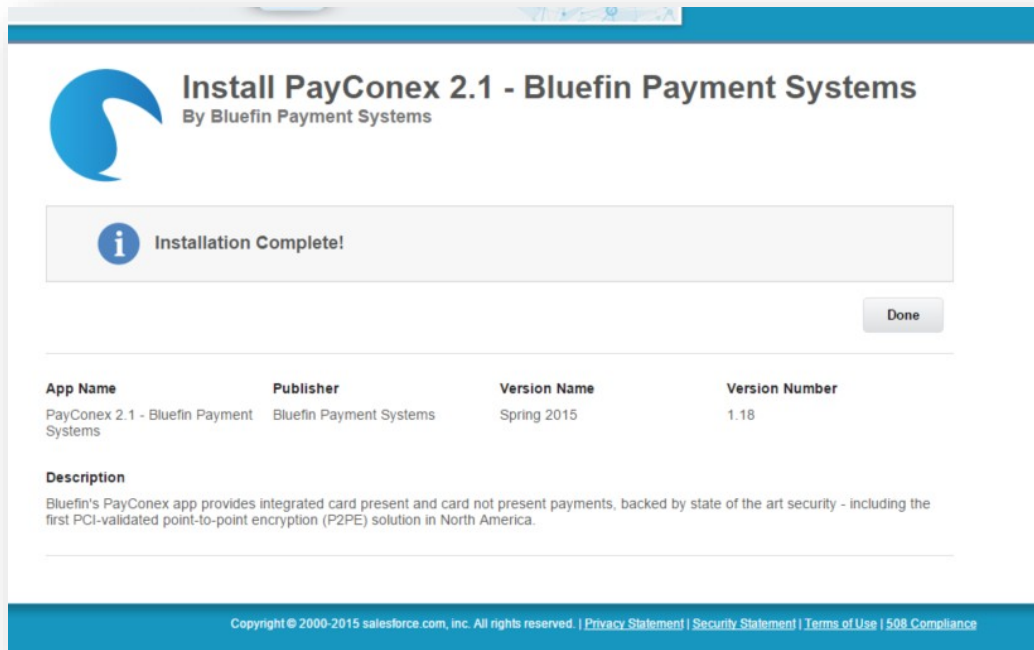 Install PayConex 2.1 - Bluefin Payment Systems
By Bluefin Payment Systems
Installation Complete!
Done
App Name Publisher Version Name Version Number
PayConex 2.1 - Bluefin Payment Bluefin Payment Systems Spring 2015 1.18
Systems
Description
Bluefin's PayConex app provides integrated card present and card not present payments, backed by state of the art security - including the
first PCI-validated point-to-point encryption (P2PE) solution in North America.
Copyright © 2000-2015 salesforce.com, inc. All rights reserved. | Privacy Statement | Security Statement | Terms of Use | 508 Compliance